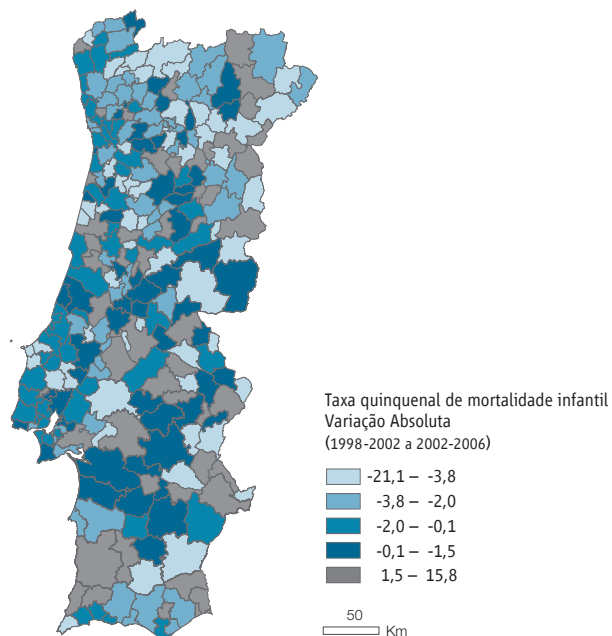 Taxa quinquenal de mortalidade infantil
Variação Absoluta
(1998-2002 a 2002-2006)
-21,1 – -3,8
-3,8 – -2,0
-2,0 – -0,1
-0,1 – -1,5
1,5 – 15,8
50
Km